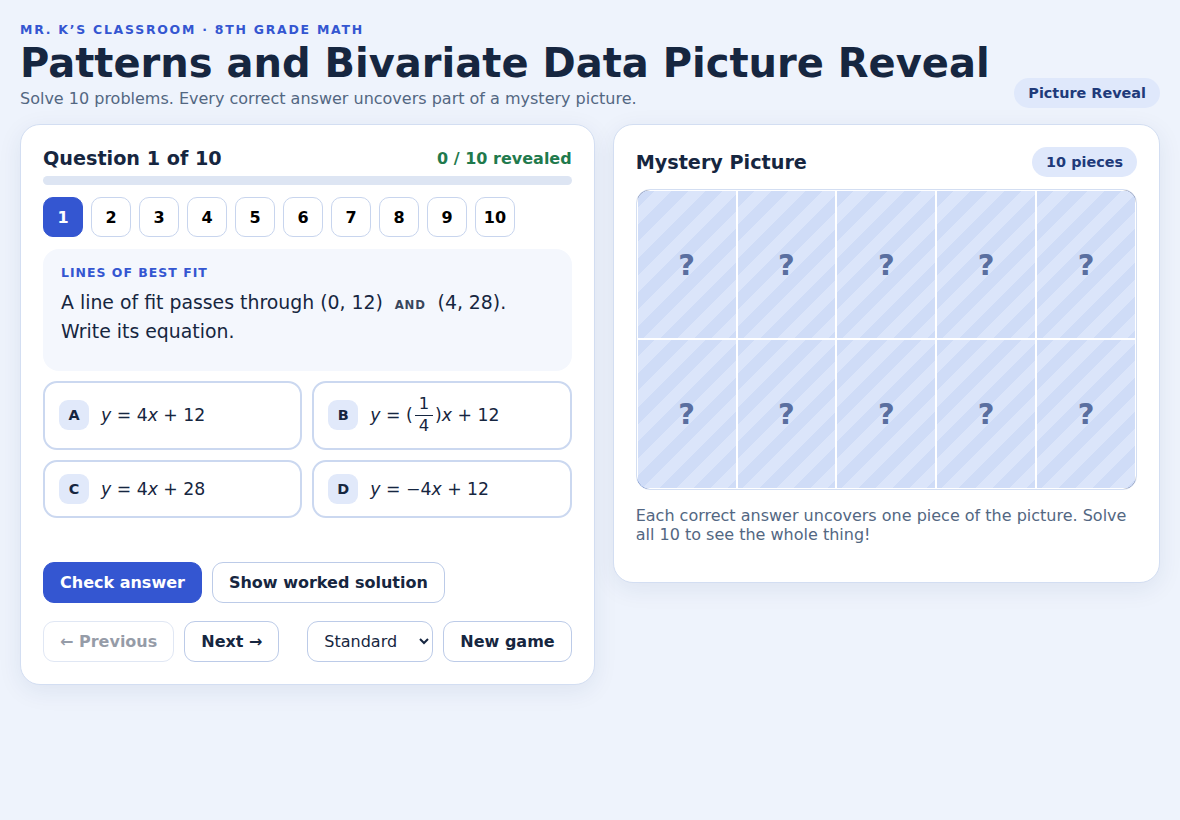 MR. K’S CLASSROOM · 8TH GRADE MATH
Patterns and Bivariate Data Picture Reveal
Solve 10 problems. Every correct answer uncovers part of a mystery picture.
Picture Reveal
Question 1 of 10
0 / 10 revealed
1 2 3 4 5 6 7 8 9 10
LINES OF BEST FIT
A line of fit passes through (0, 12) AND (4, 28).
Write its equation.
A y = 4x + 12
B y = (1/4)x + 12
C y = 4x + 28
D y = −4x + 12
Check answer
Show worked solution
← Previous
Next →
Standard
New game
Mystery Picture
10 pieces
? ? ? ? ?
? ? ? ? ?
Each correct answer uncovers one piece of the picture. Solve
all 10 to see the whole thing!